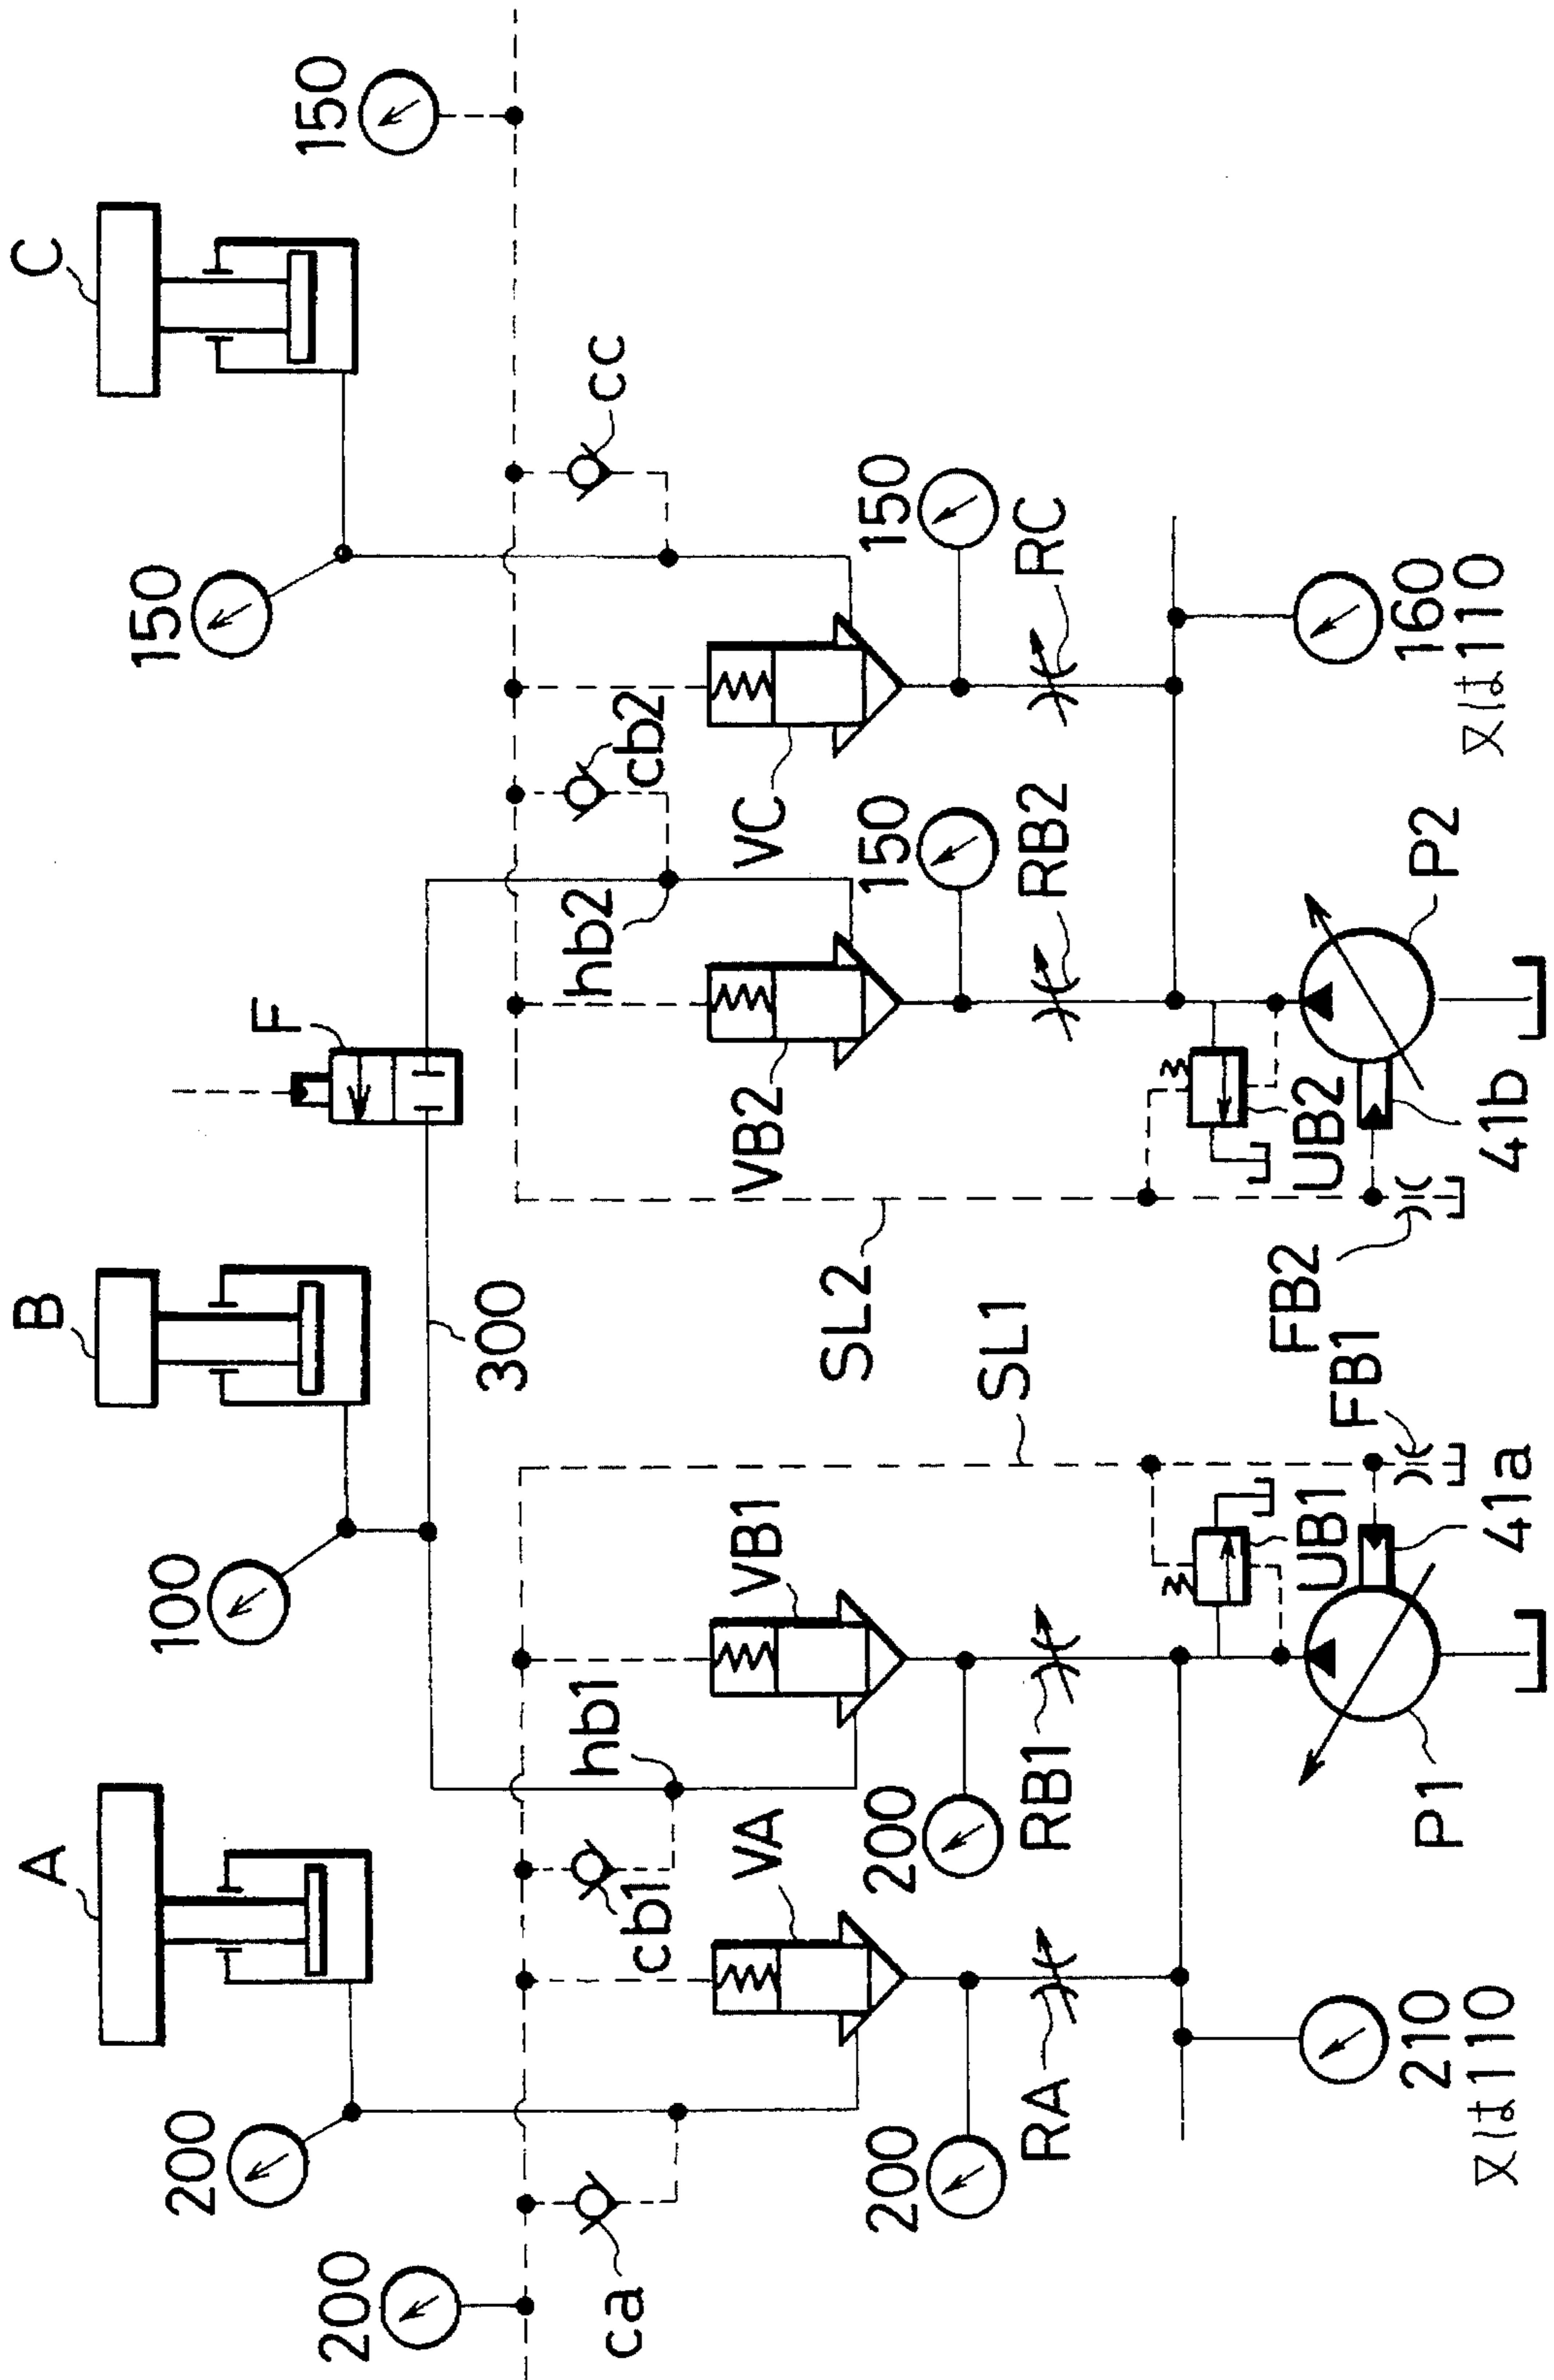 A
B
C
200
100
F
150
150
200
ca
cb1
hb1
300
hb2
cb2
cc
VA
VB1
SL2
SL1
VB2
VC
200
200
150
150
RA
RB1
RB2
RC
UB1
FB1
FB2
UB2
210
又は110
P1
41a
41b
P2
160
又は110